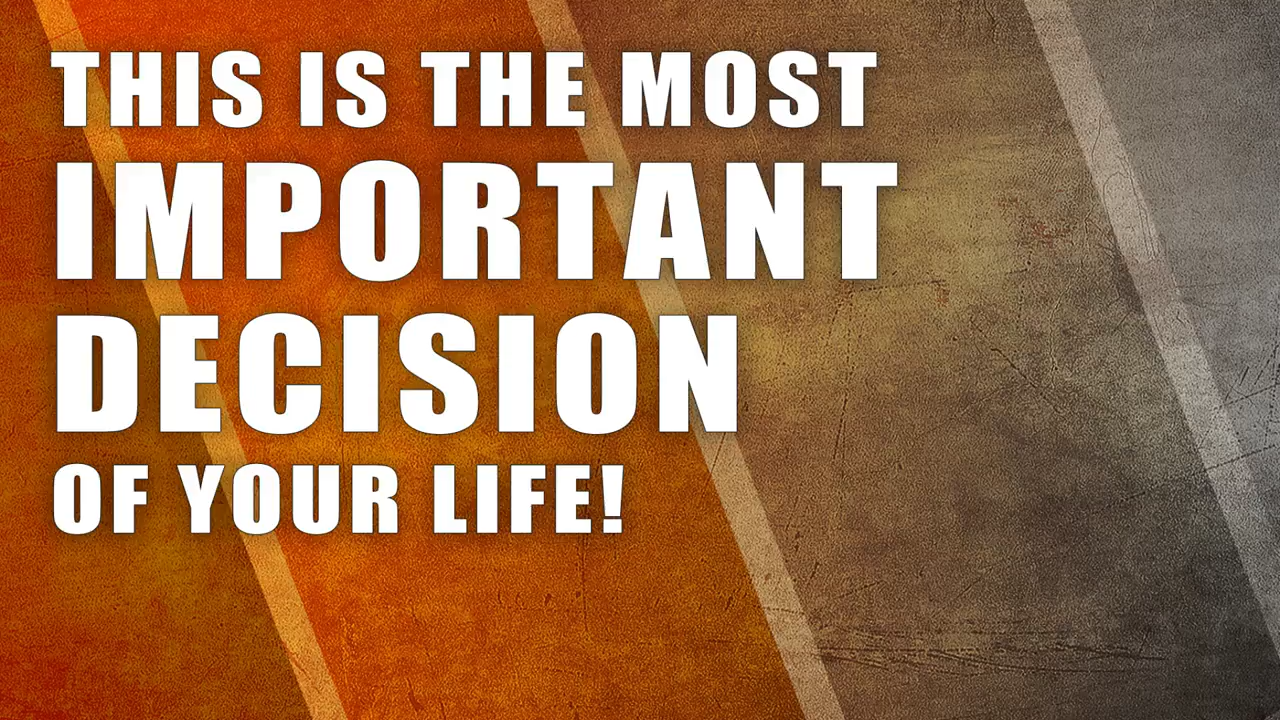 THIS IS THE MOST
IMPORTANT
DECISION
OF YOUR LIFE!